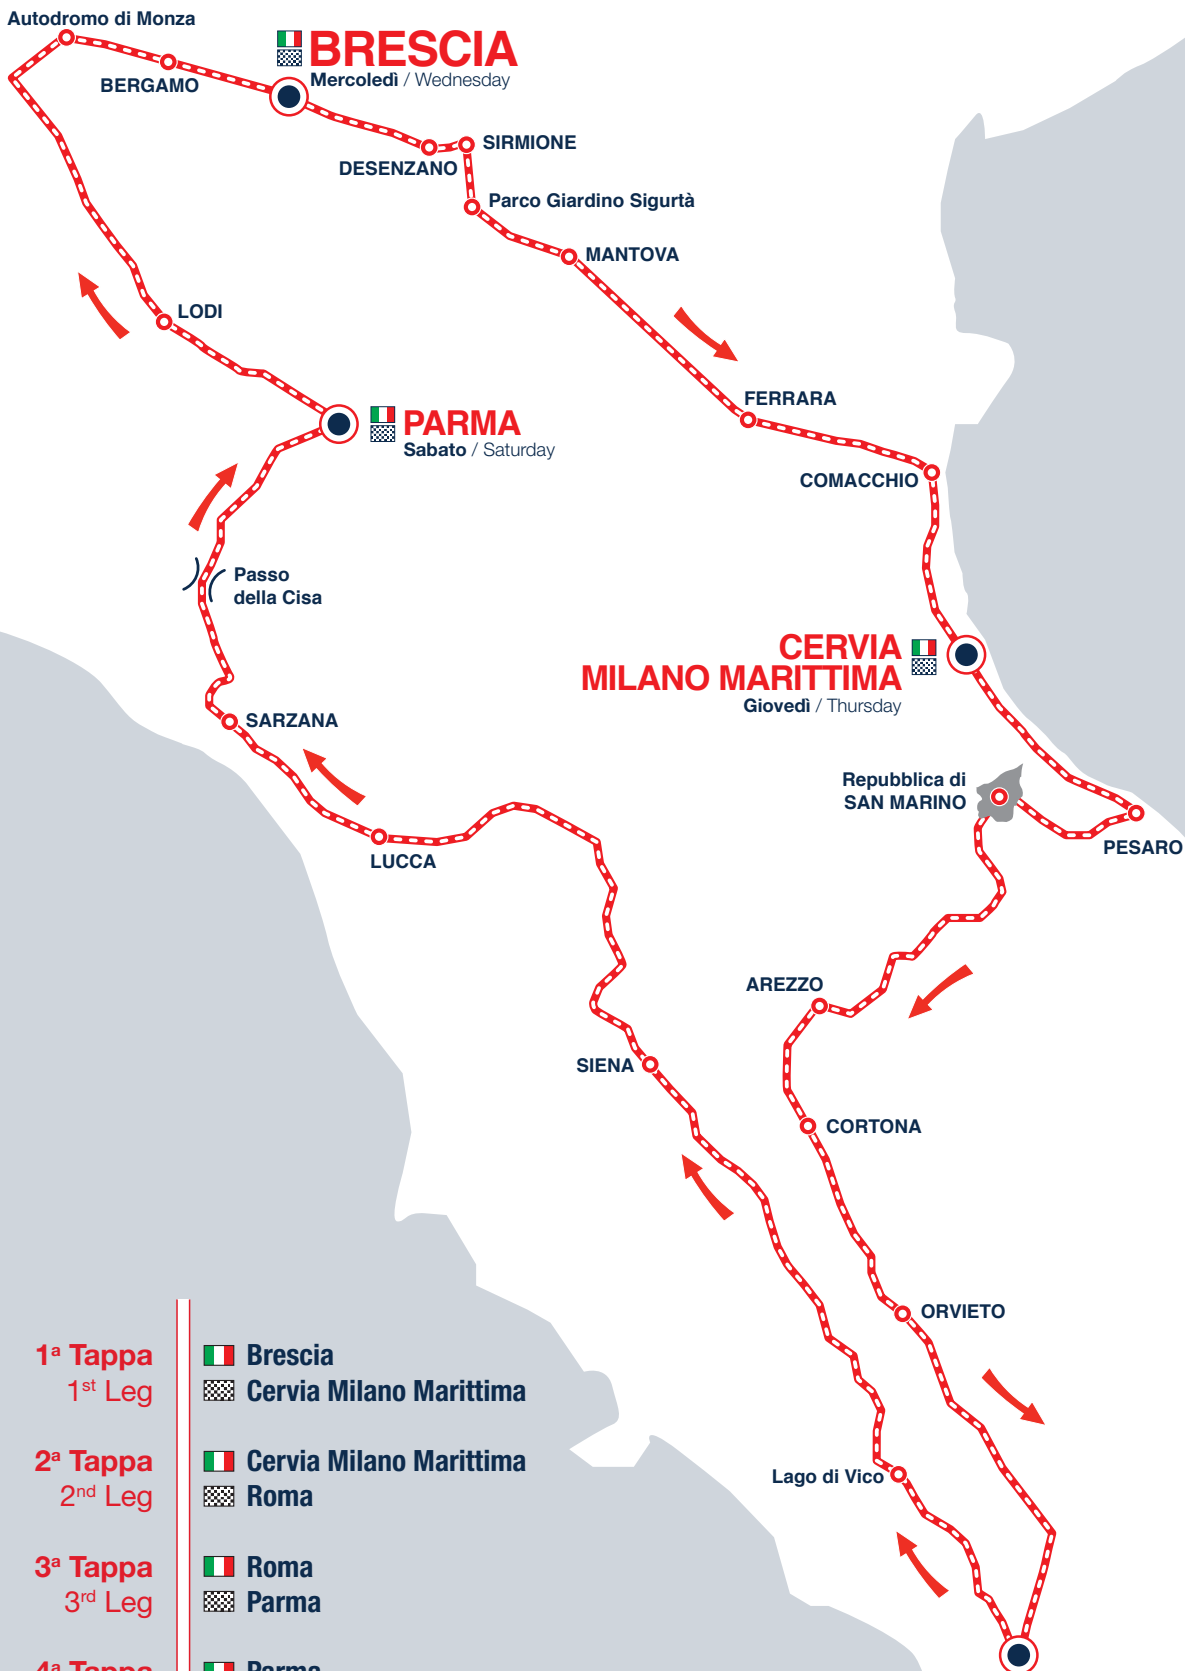 Autodromo di Monza
BERGAMO
BRESCIA
Mercoledì / Wednesday
SIRMIONE
DESENZANO
Parco Giardino Sigurtà
MANTOVA
LODI
FERRARA
PARMA
Sabato / Saturday
COMACCHIO
Passo
della Cisa
CERVIA
MILANO MARITTIMA
Giovedì / Thursday
SARZANA
Repubblica di
SAN MARINO
PESARO
LUCCA
AREZZO
SIENA
CORTONA
ORVIETO
Lago di Vico
1ª Tappa Brescia
1st Leg Cervia Milano Marittima
2ª Tappa Cervia Milano Marittima
2nd Leg Roma
3ª Tappa Roma
3rd Leg Parma
4ª Tappa Parma